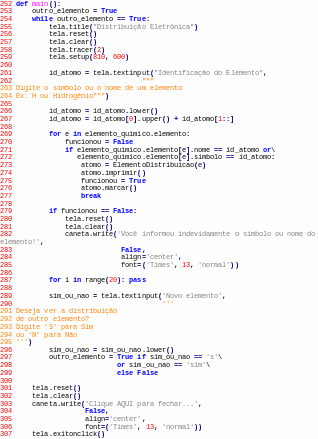 252 def main():
253     outro_elemento = True
254     while outro_elemento == True:
255         tela.title("Distribuição Eletrônica")
256         tela.reset()
257         tela.clear()
258         tela.tracer(2)
259         tela.setup(810, 600)
260
261         id_atomo = tela.textinput("Identificação do Elemento",
262                                """
263 Digite o símbolo ou o nome de um elemento
264 Ex: H ou Hidrogênio""")
265
266         id_atomo = id_atomo.lower()
267         id_atomo = id_atomo[0].upper() + id_atomo[1::]
268
269         for e in elemento_quimico.elemento:
270             funcionou = False
271             if elemento_quimico.elemento[e].nome == id_atomo or\
272                elemento_quimico.elemento[e].simbolo == id_atomo:
273                 atomo = ElementoDistribuicao(e)
274                 atomo.imprimir()
275                 funcionou = True
276                 atomo.marcar()
277                 break
278
279         if funcionou == False:
280             tela.reset()
281             tela.clear()
282             caneta.write('Você informou indevidamente o símbolo ou nome do
elemento!',
283                          False,
284                          align='center',
285                          font=('Times', 13, 'normal'))
286
287         for i in range(20): pass
288
289         sim_ou_nao = tela.textinput('Novo elemento',
290                                     '''
291 Deseja ver a distribuição
292 de outro elemento?
293 Digite 'S' para Sim
294 ou 'N' para Não
295 ''')
296         sim_ou_nao = sim_ou_nao.lower()
297         outro_elemento = True if sim_ou_nao == 's'\
298                         or sim_ou_nao == 'sim'\
299                         else False
300
301     tela.reset()
302     tela.clear()
303     caneta.write('Clique AQUI para fechar...',
304                  False,
305                  align='center',
306                  font=('Times', 13, 'normal'))
307     tela.exitonclick()